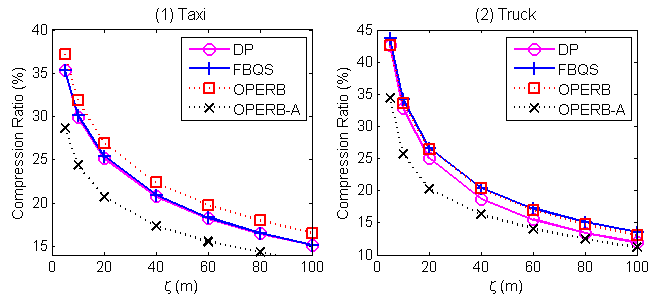 (1) Taxi
40
35
30
25
20
15
0 20 40 60 80 100
Compression Ratio (%)
ζ (m)
DP
FBQS
OPERB
OPERB-A
(2) Truck
45
40
35
30
25
20
15
10
0 20 40 60 80 100
Compression Ratio (%)
ζ (m)
DP
FBQS
OPERB
OPERB-A